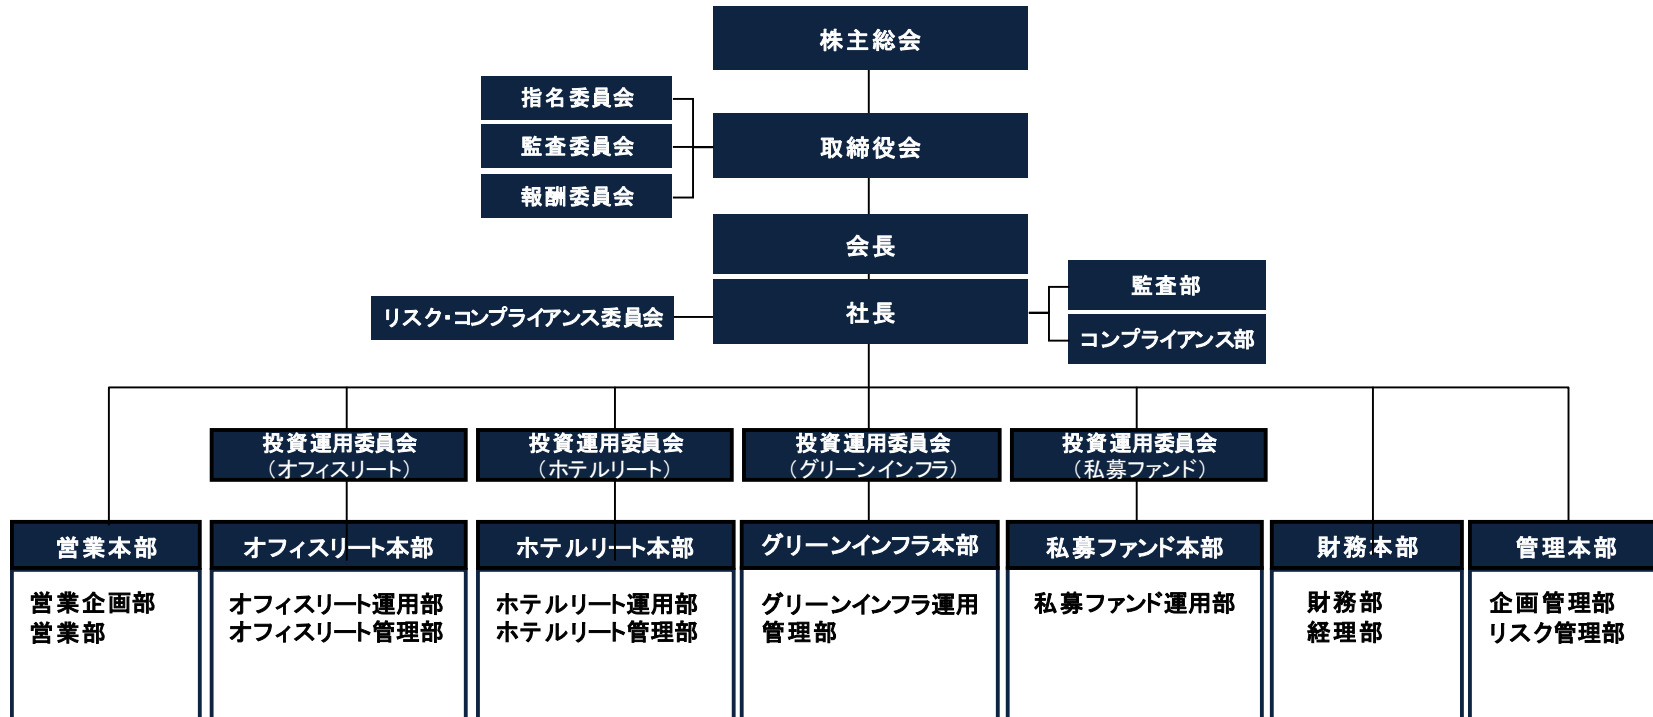 株主総会
指名委員会
監査委員会
報酬委員会
取締役会
会長
社長
リスク・コンプライアンス委員会
監査部
コンプライアンス部
投資運用委員会
（オフィスリート）
投資運用委員会
（ホテルリート）
投資運用委員会
（グリーンインフラ）
投資運用委員会
（私募ファンド）
営業本部
営業企画部
営業部
オフィスリート本部
オフィスリート運用部
オフィスリート管理部
ホテルリート本部
ホテルリート運用部
ホテルリート管理部
グリーンインフラ本部
グリーンインフラ運用
管理部
私募ファンド本部
私募ファンド運用部
財務本部
財務部
経理部
管理本部
企画管理部
リスク管理部